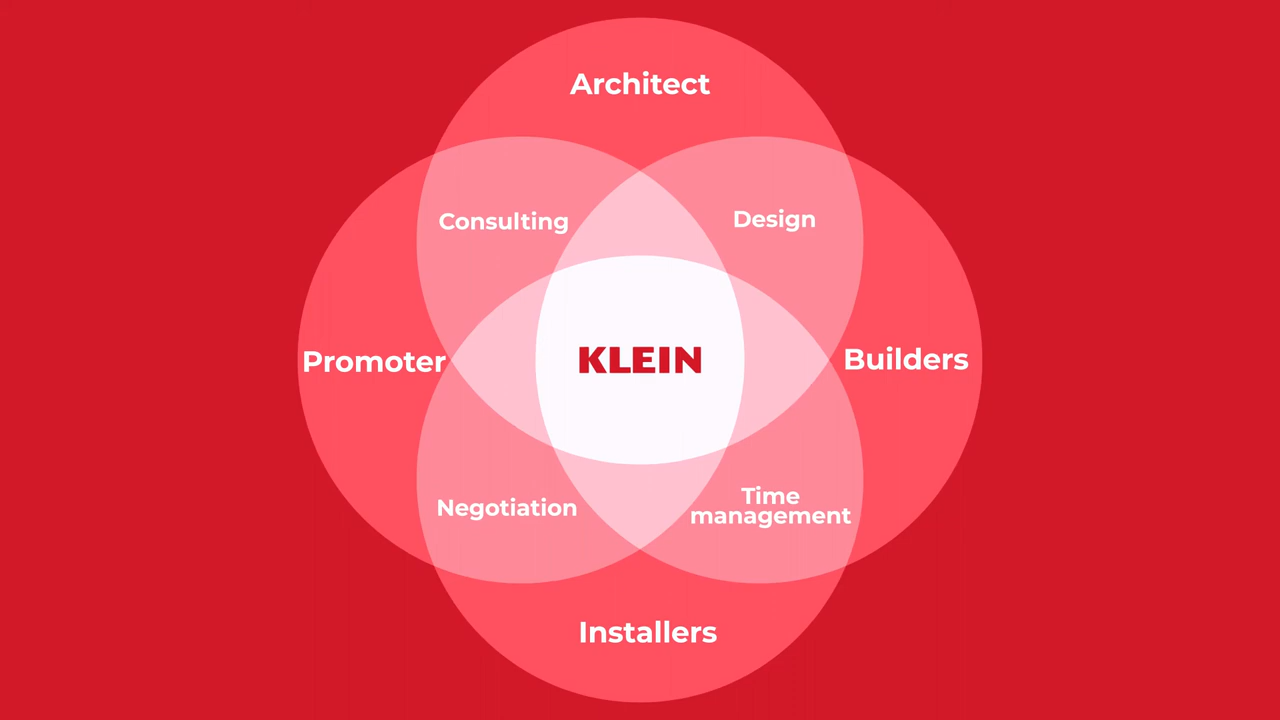 Architect
Consulting
Design
Promoter
KLEIN
Builders
Negotiation
Time
management
Installers